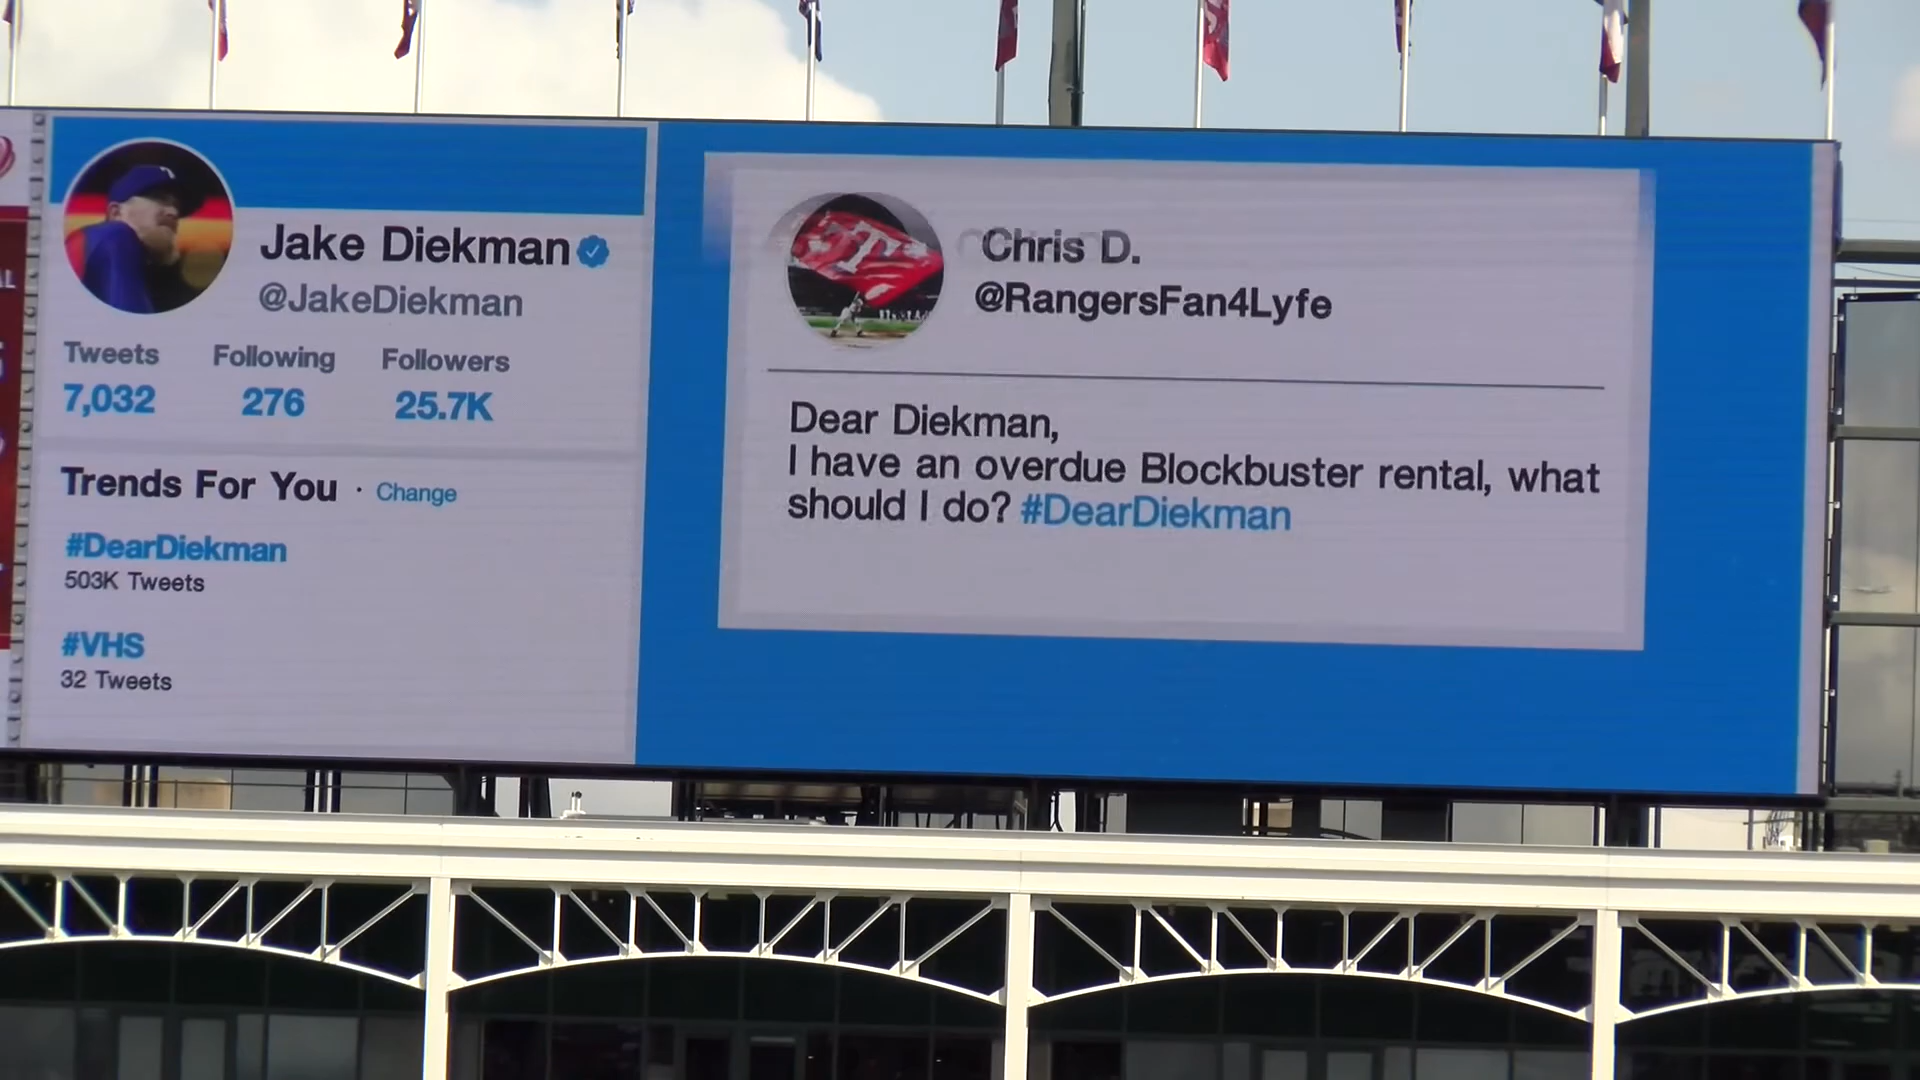 Jake Diekman
@JakeDiekman
Tweets Following Followers
7,032 276 25.7K
Trends For You · Change
#DearDiekman
503K Tweets
#VHS
32 Tweets
Chris D.
@RangersFan4Lyfe
Dear Diekman,
I have an overdue Blockbuster rental, what
should I do? #DearDiekman